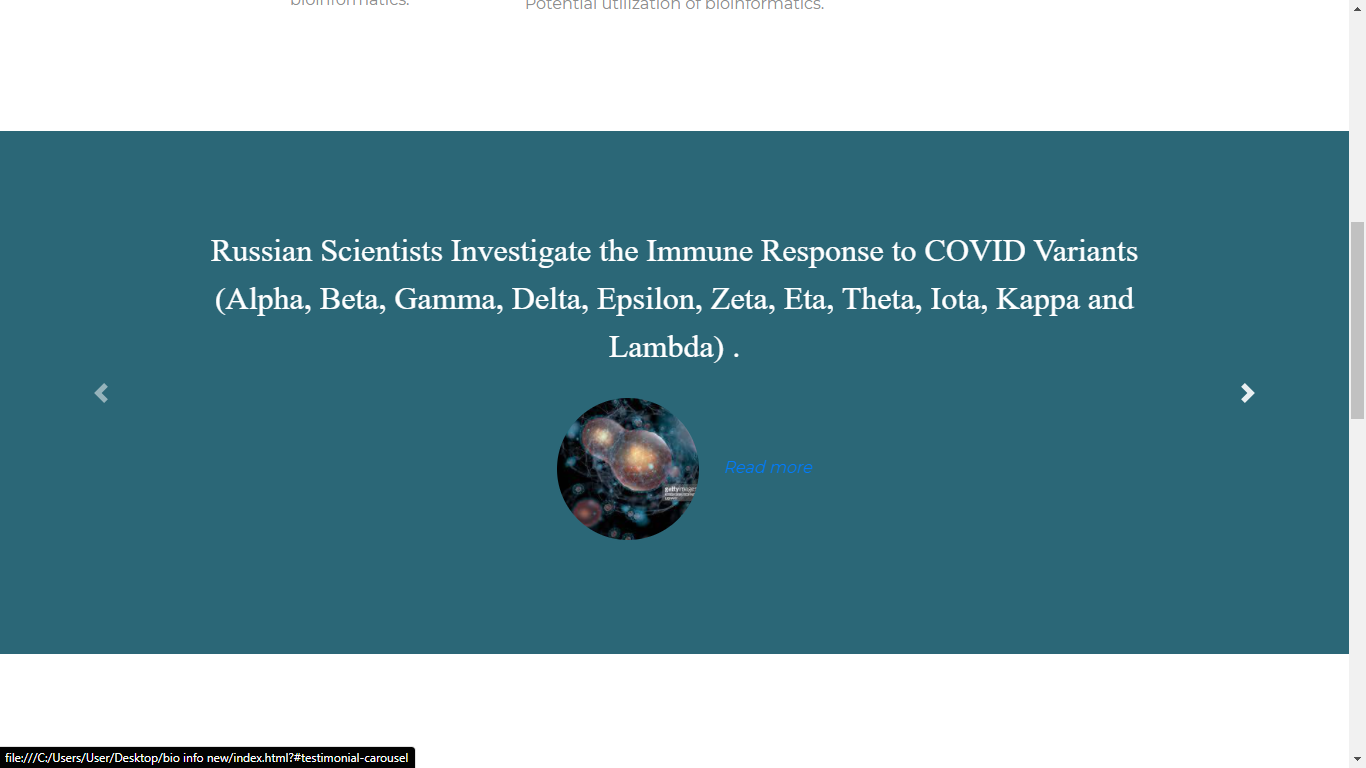 bioinformatics.
Potential utilization of bioinformatics.
Russian Scientists Investigate the Immune Response to COVID Variants
(Alpha, Beta, Gamma, Delta, Epsilon, Zeta, Eta, Theta, Iota, Kappa and
Lambda) .
gettyimages
Read more
file:///C:/Users/User/Desktop/bio info new/index.html?#testimonial-carousel